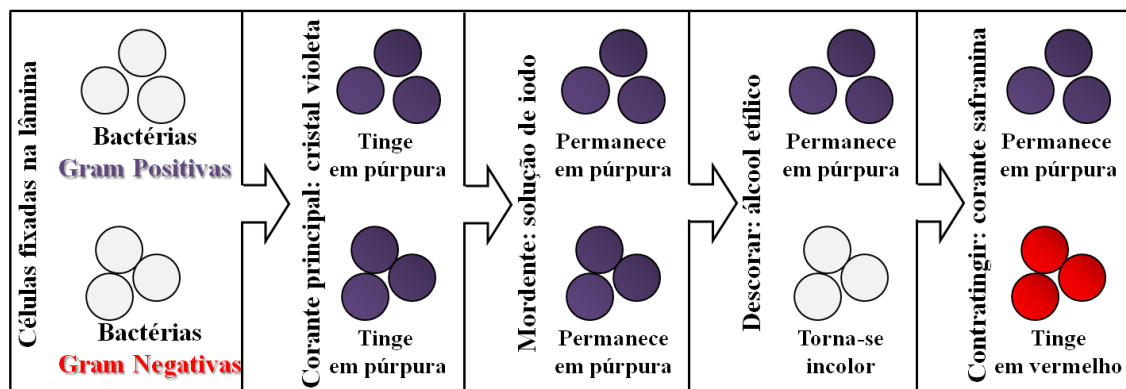 Células fixadas na lâmina
Bactérias
Gram Positivas
Bactérias
Gram Negativas
Corante principal: cristal violeta
Tinge
em púrpura
Tinge
em púrpura
Mordente: solução de iodo
Permanece
em púrpura
Permanece
em púrpura
Descorar: álcool etílico
Permanece
em púrpura
Torna-se
incolor
Contratingir: corante safranina
Permanece
em púrpura
Tinge
em vermelho